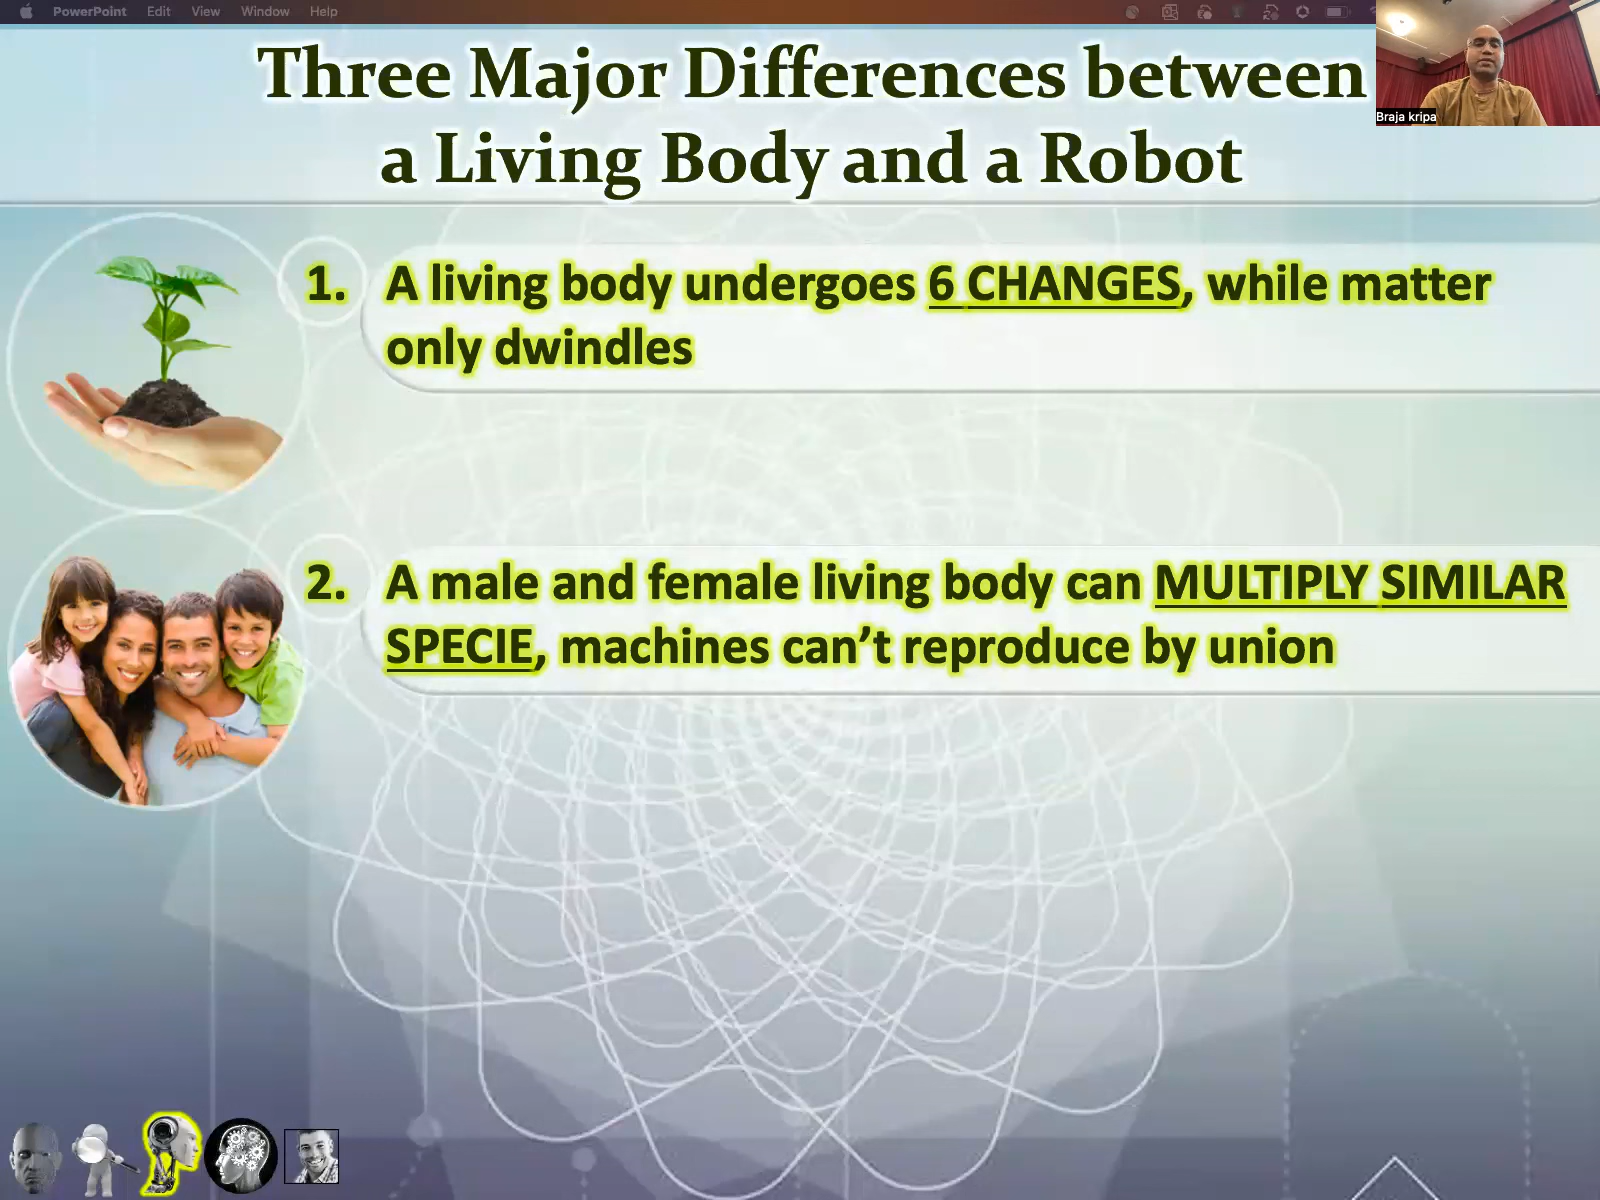 PowerPoint Edit View Window Help
Three Major Differences between
a Living Body and a Robot
Braja kripa
1. A living body undergoes 6 CHANGES, while matter
only dwindles
2. A male and female living body can MULTIPLY SIMILAR
SPECIE, machines can’t reproduce by union